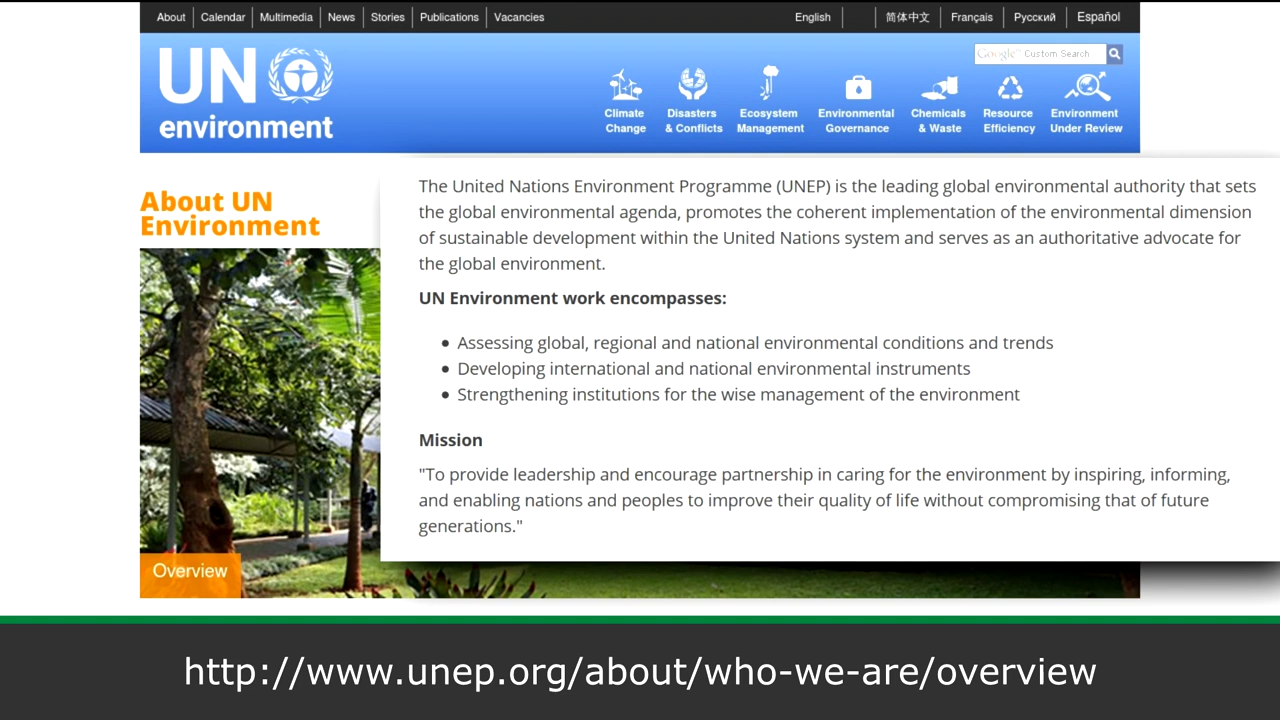 About
Calendar
Multimedia
News
Stories
Publications
Vacancies
English
简体中文
Français
Русский
Español
Google™ Custom Search
UN
environment
Climate
Change
Disasters
& Conflicts
Ecosystem
Management
Environmental
Governance
Chemicals
& Waste
Resource
Efficiency
Environment
Under Review
About UN
Environment
The United Nations Environment Programme (UNEP) is the leading global environmental authority that sets
the global environmental agenda, promotes the coherent implementation of the environmental dimension
of sustainable development within the United Nations system and serves as an authoritative advocate for
the global environment.
UN Environment work encompasses:
• Assessing global, regional and national environmental conditions and trends
• Developing international and national environmental instruments
• Strengthening institutions for the wise management of the environment
Mission
"To provide leadership and encourage partnership in caring for the environment by inspiring, informing,
and enabling nations and peoples to improve their quality of life without compromising that of future
generations."
Overview
http://www.unep.org/about/who-we-are/overview